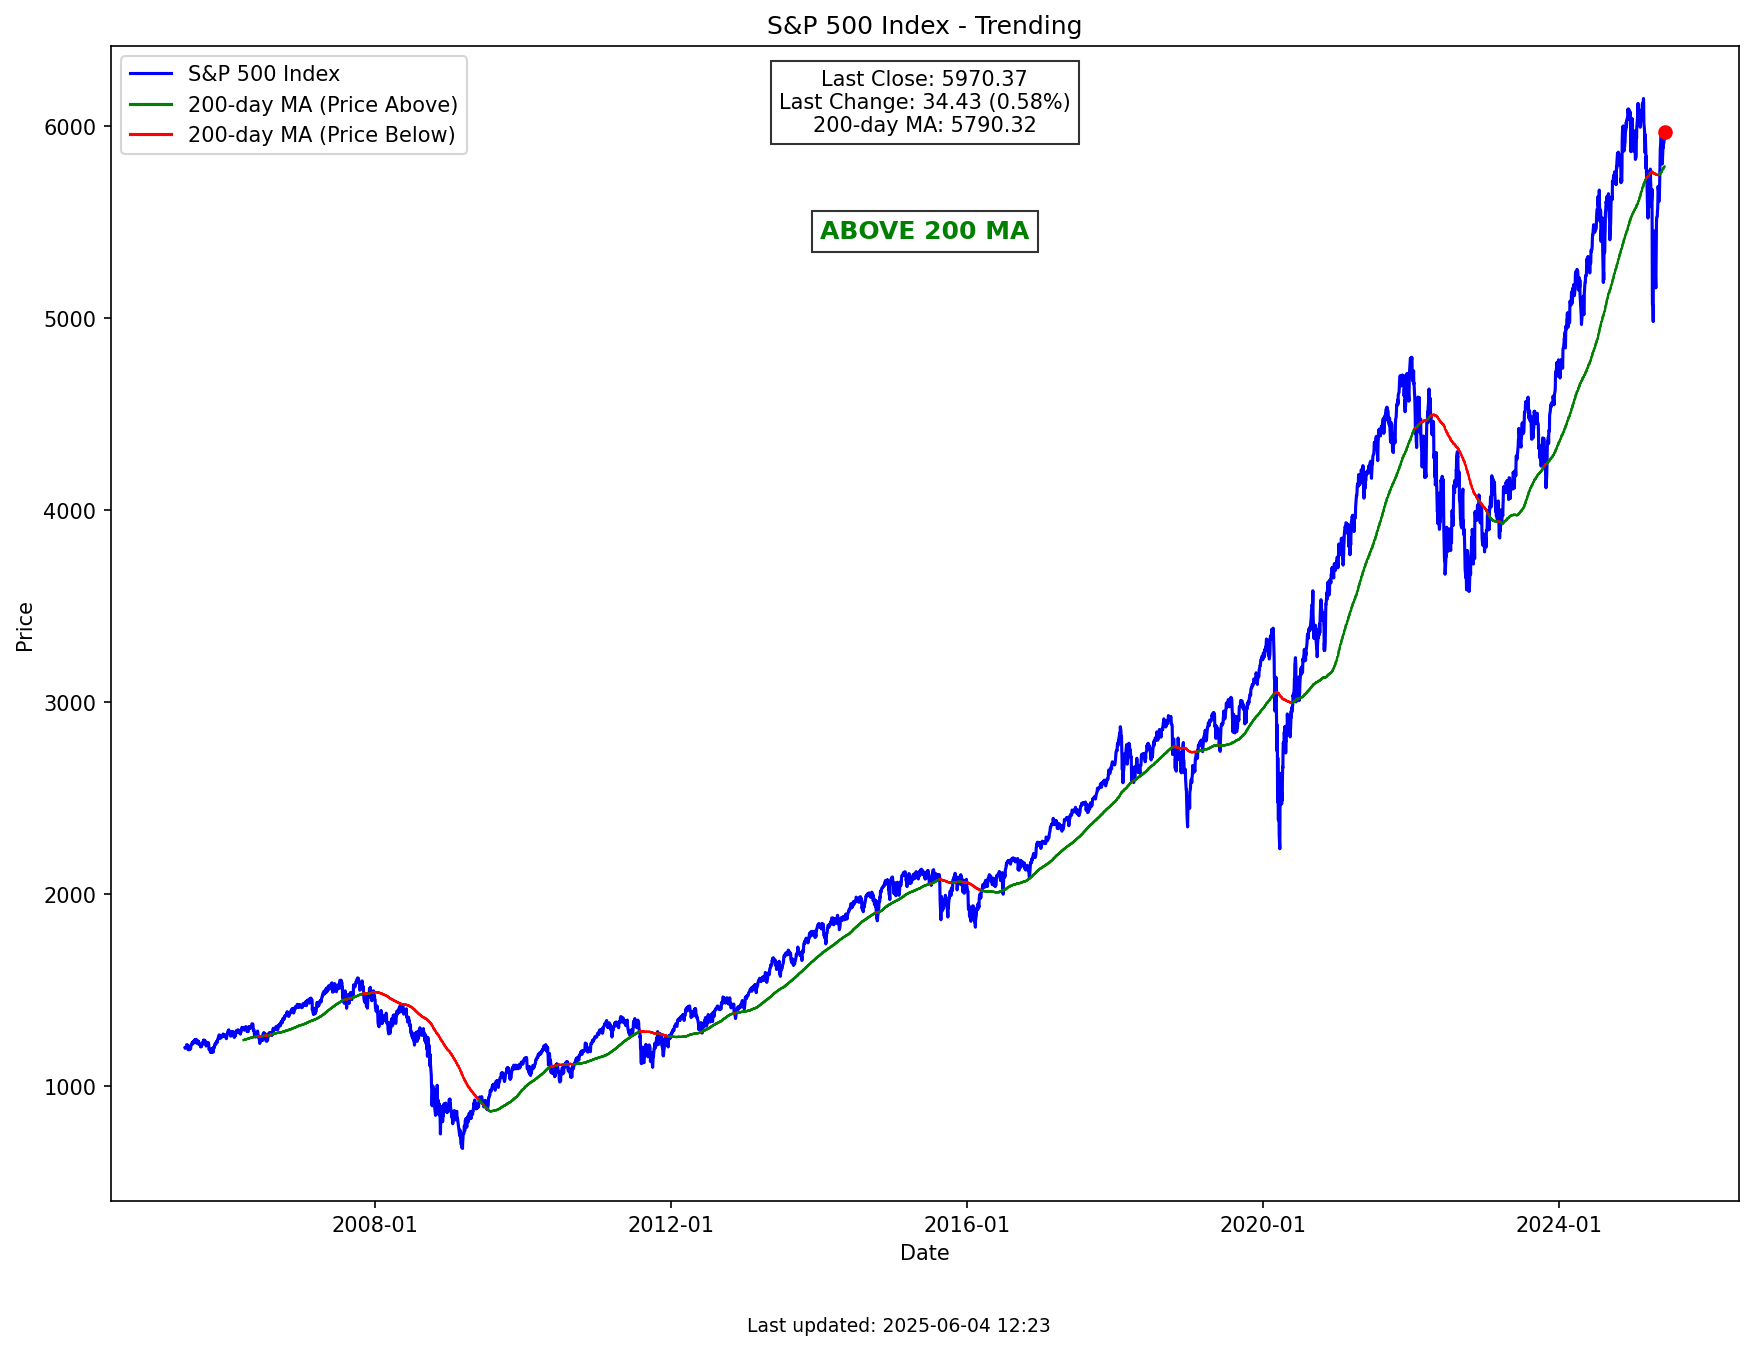 S&P 500 Index - Trending
S&P 500 Index
200-day MA (Price Above)
200-day MA (Price Below)
Last Close: 5970.37
Last Change: 34.43 (0.58%)
200-day MA: 5790.32
ABOVE 200 MA
Price
6000
5000
4000
3000
2000
1000
2008-01
2012-01
2016-01
2020-01
2024-01
Date
Last updated: 2025-06-04 12:23